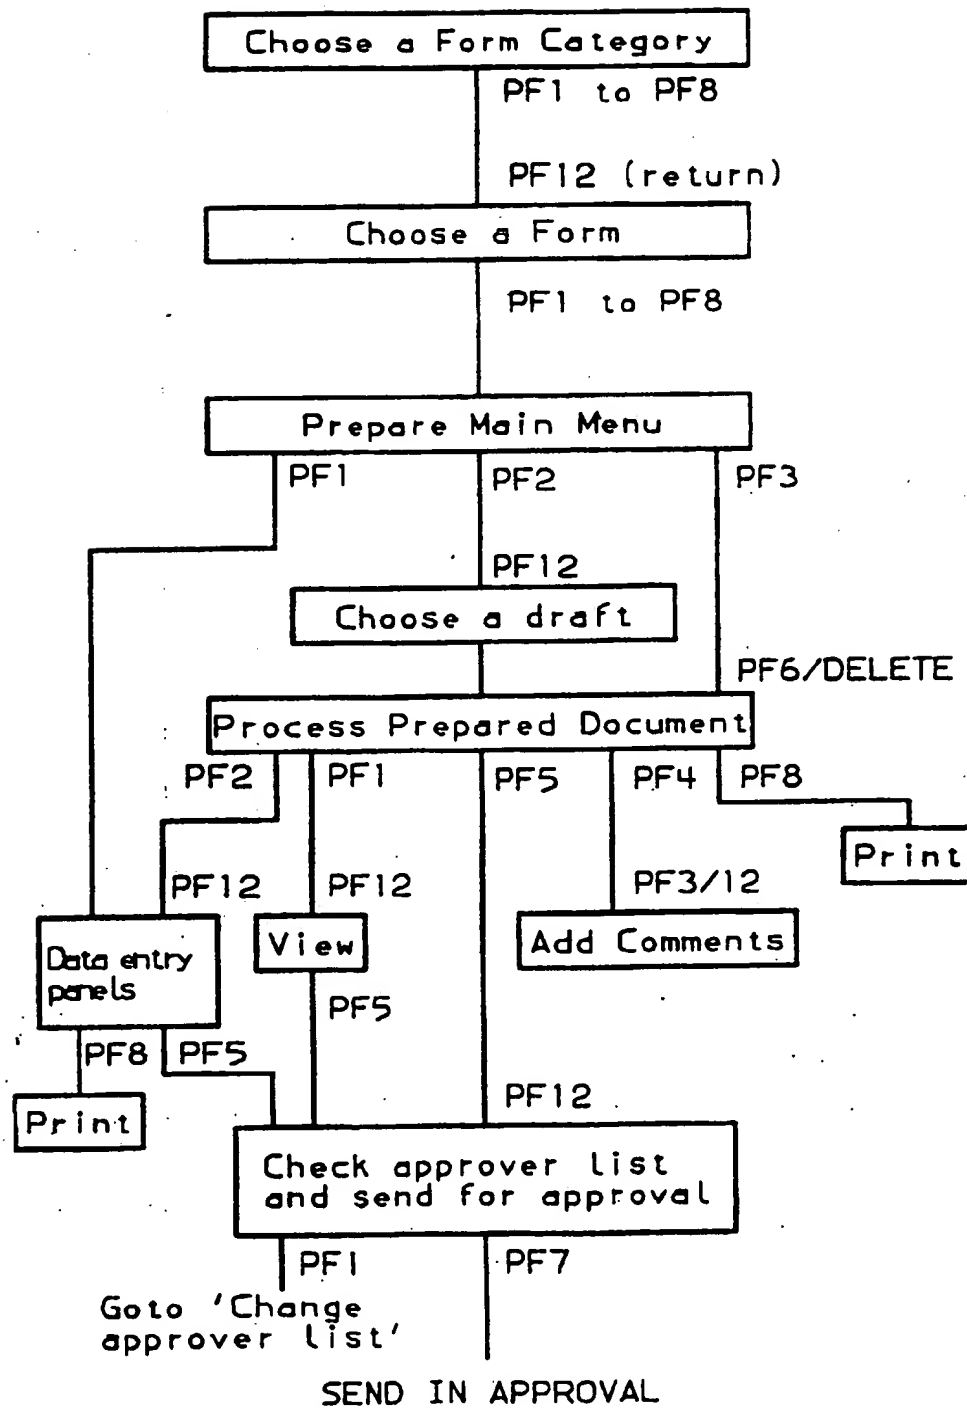 Choose a Form Category
PF1 to PF8
PF12 (return)
Choose a Form
PF1 to PF8
Prepare Main Menu
PF1
PF2
PF3
PF12
Choose a draft
PF6/DELETE
Process Prepared Document
PF2
PF1
PF5
PF4
PF8
Print
PF12
PF12
PF3/12
Data entry
panels
View
Add Comments
PF5
PF8
PF5
Print
PF12
Check approver list
and send for approval
PF1
PF7
Goto 'Change
approver list'
SEND IN APPROVAL